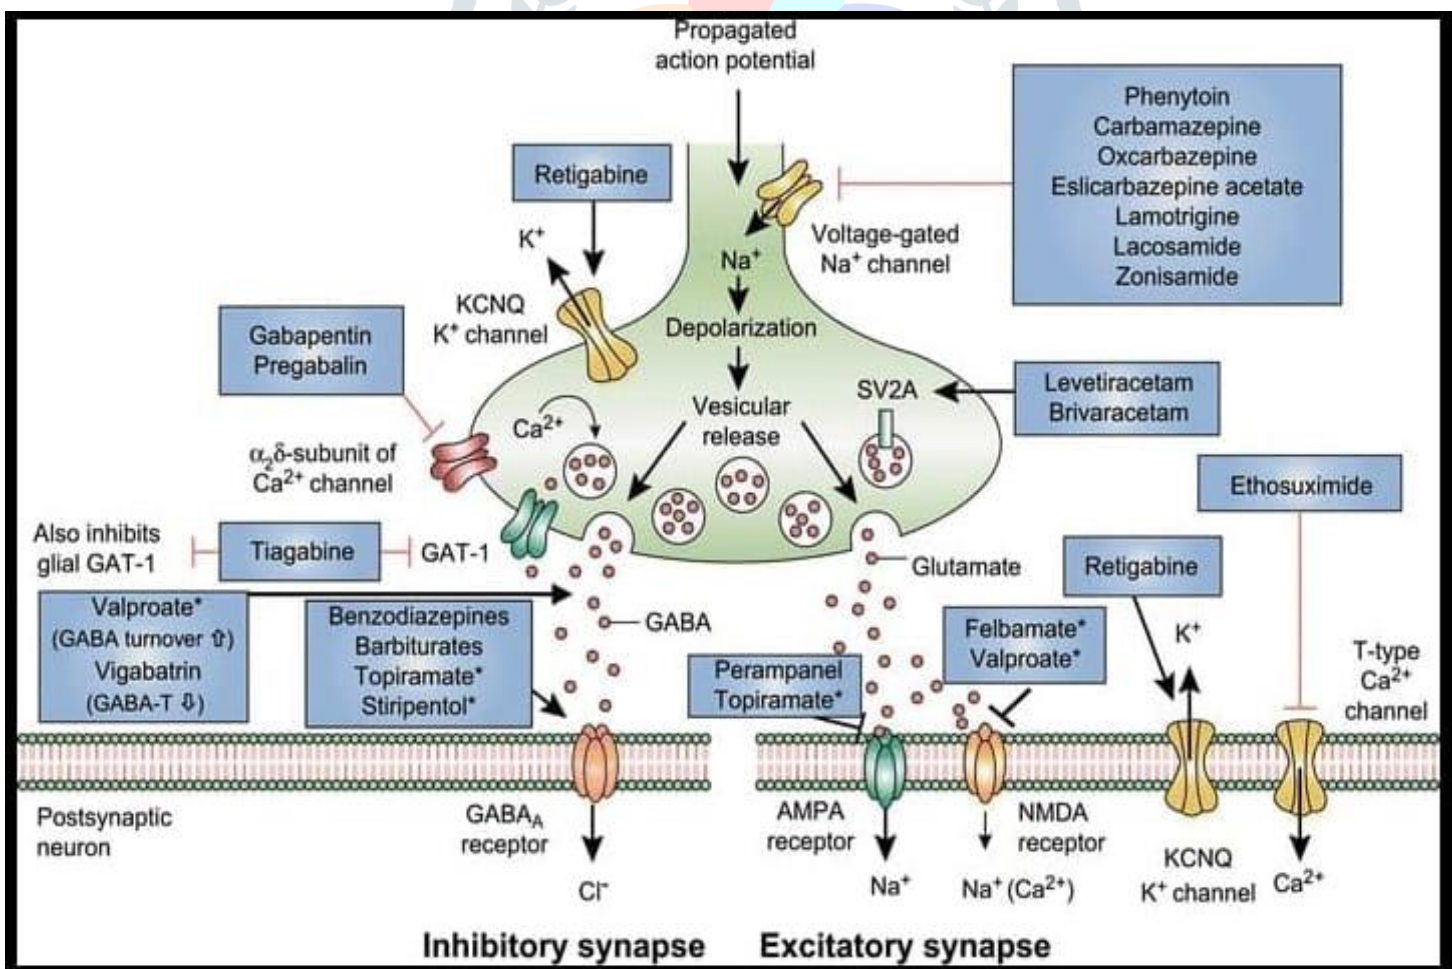 Propagated
action potential
Phenytoin
Carbamazepine
Oxcarbazepine
Eslicarbazepine acetate
Lamotrigine
Lacosamide
Zonisamide
Retigabine
K⁺
Voltage-gated
Na⁺ channel
Na⁺
KCNQ
K⁺ channel
Depolarization
Gabapentin
Pregabalin
Vesicular
release
SV2A
Levetiracetam
Brivaracetam
Ca²⁺
α₂δ-subunit of
Ca²⁺ channel
Ethosuximide
Also inhibits
glial GAT-1
Tiagabine
GAT-1
Glutamate
Retigabine
Valproate*
(GABA turnover ⇧)
Vigabatrin
(GABA-T ⇩)
Benzodiazepines
Barbiturates
Topiramate*
Stiripentol*
GABA
Perampanel
Topiramate*
Felbamate*
Valproate*
K⁺
T-type
Ca²⁺
channel
Postsynaptic
neuron
GABA_A
receptor
AMPA
receptor
NMDA
receptor
KCNQ
K⁺ channel
Cl⁻
Na⁺
Na⁺ (Ca²⁺)
Ca²⁺
Inhibitory synapse
Excitatory synapse